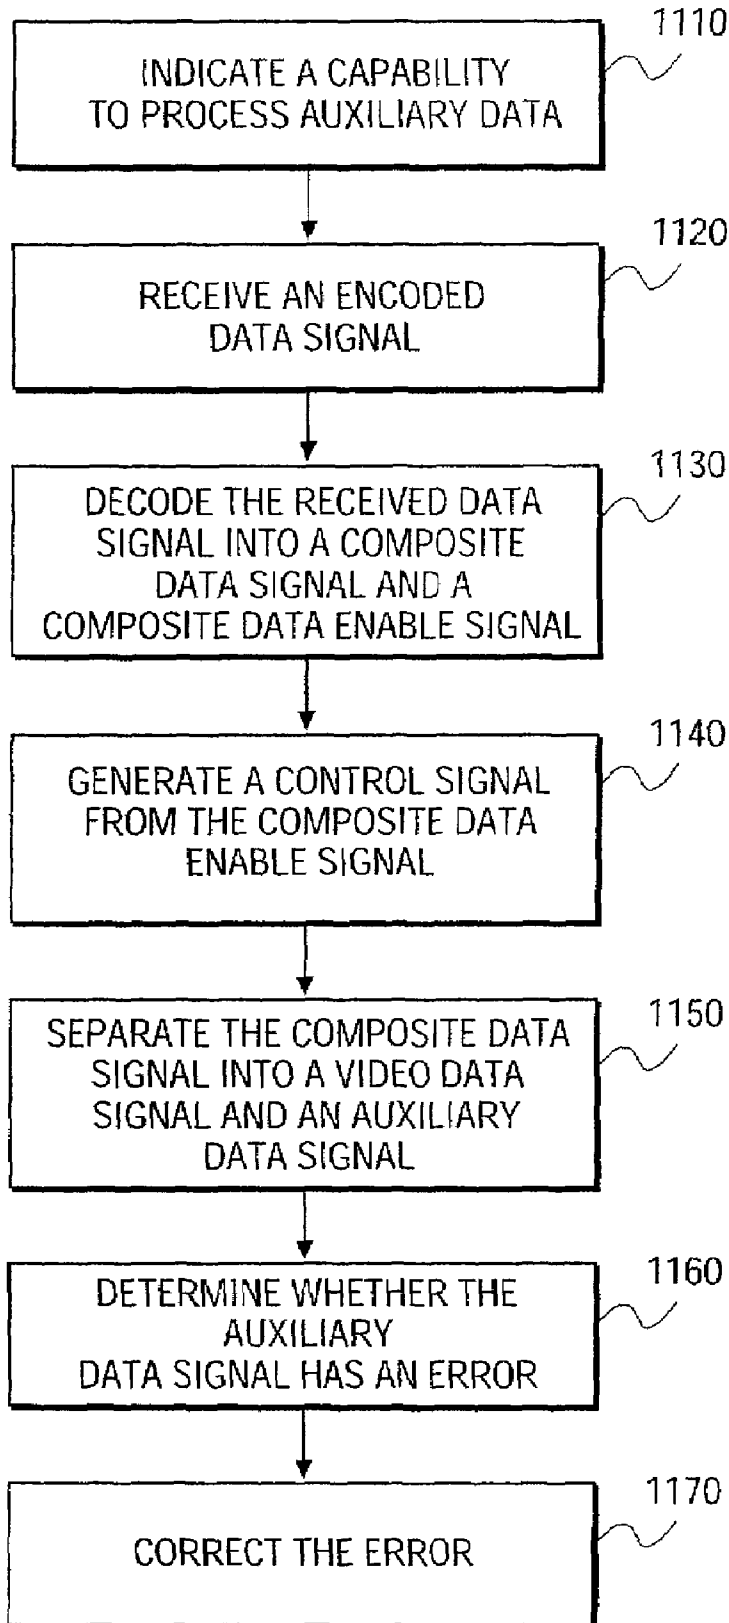 1110
INDICATE A CAPABILITY
TO PROCESS AUXILIARY DATA
1120
RECEIVE AN ENCODED
DATA SIGNAL
1130
DECODE THE RECEIVED DATA
SIGNAL INTO A COMPOSITE
DATA SIGNAL AND A
COMPOSITE DATA ENABLE SIGNAL
1140
GENERATE A CONTROL SIGNAL
FROM THE COMPOSITE DATA
ENABLE SIGNAL
1150
SEPARATE THE COMPOSITE DATA
SIGNAL INTO A VIDEO DATA
SIGNAL AND AN AUXILIARY
DATA SIGNAL
1160
DETERMINE WHETHER THE
AUXILIARY
DATA SIGNAL HAS AN ERROR
1170
CORRECT THE ERROR